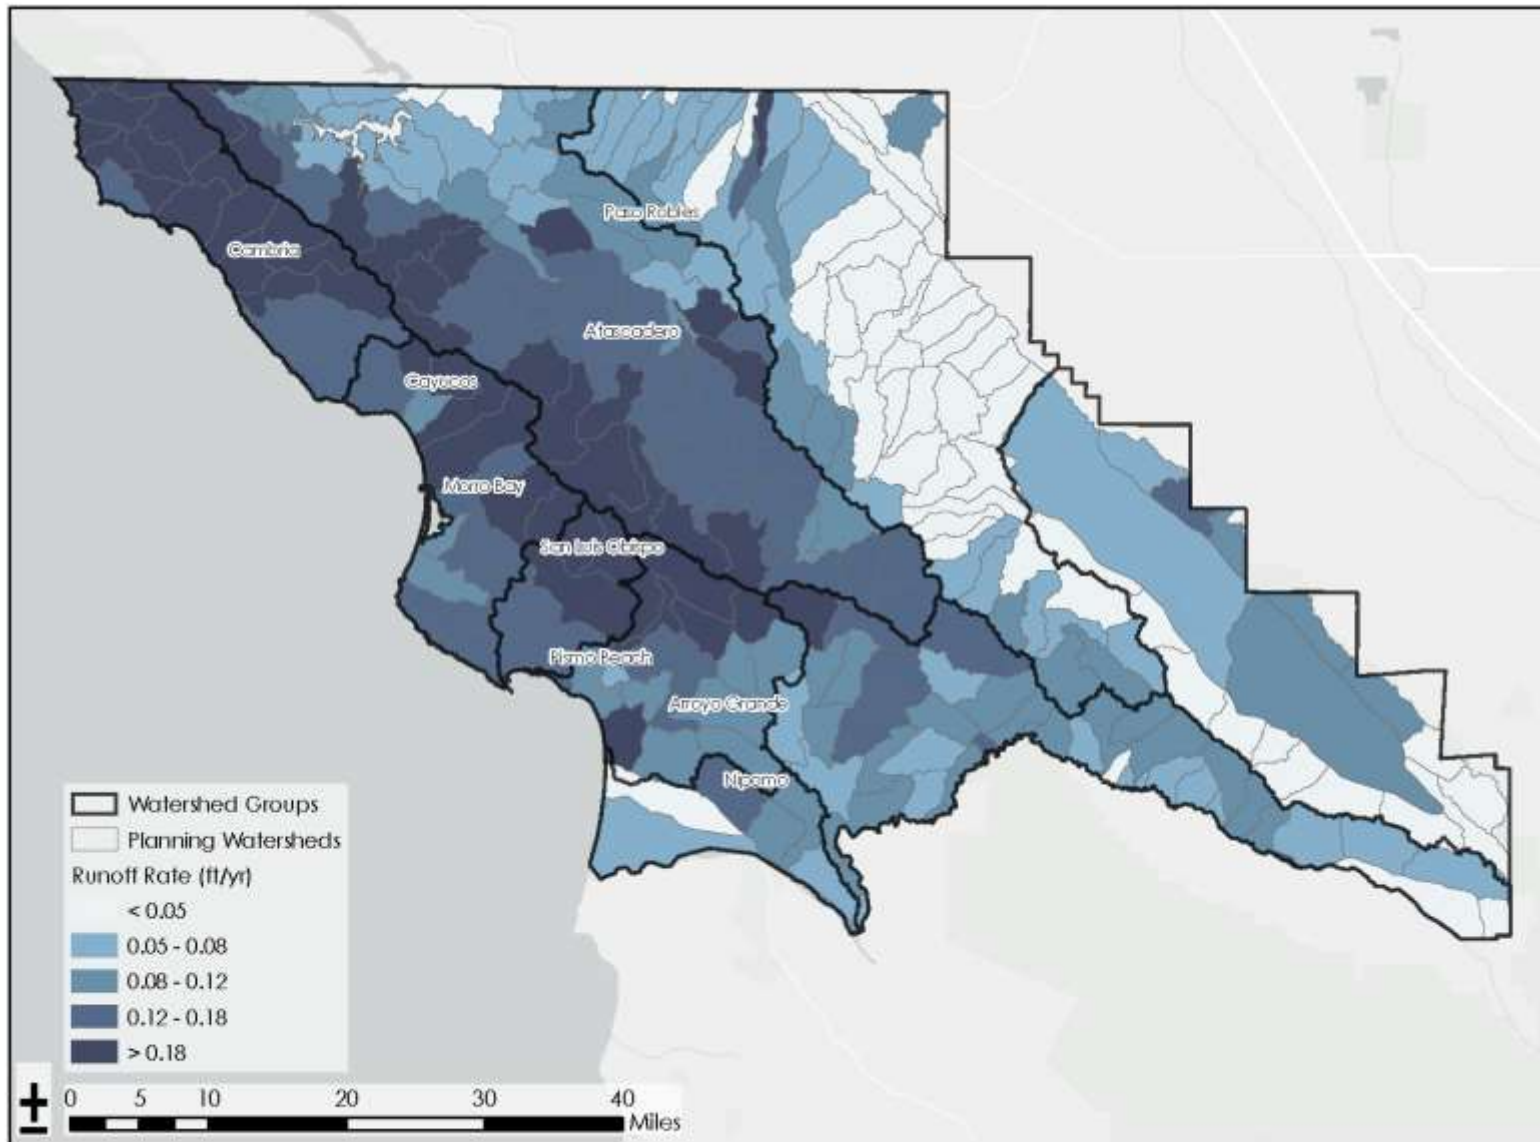 Paso Robles
Cambria
Atascadero
Cayucos
Morro Bay
San Luis Obispo
Pismo Beach
Arroyo Grande
Nipomo
Watershed Groups
Planning Watersheds
Runoff Rate (ft/yr)
< 0.05
0.05 - 0.08
0.08 - 0.12
0.12 - 0.18
> 0.18
0 5 10 20 30 40
Miles